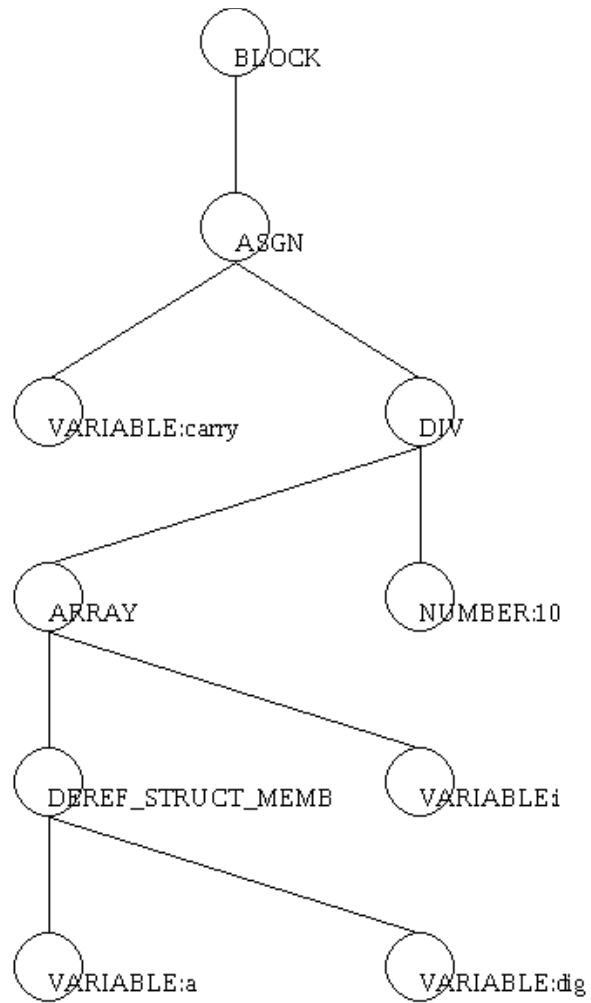 BLOCK
ASGN
VARIABLE:carry
DIV
ARRAY
NUMBER:10
DEREF_STRUCT_MEMB
VARIABLE:i
VARIABLE:a
VARIABLE:dig